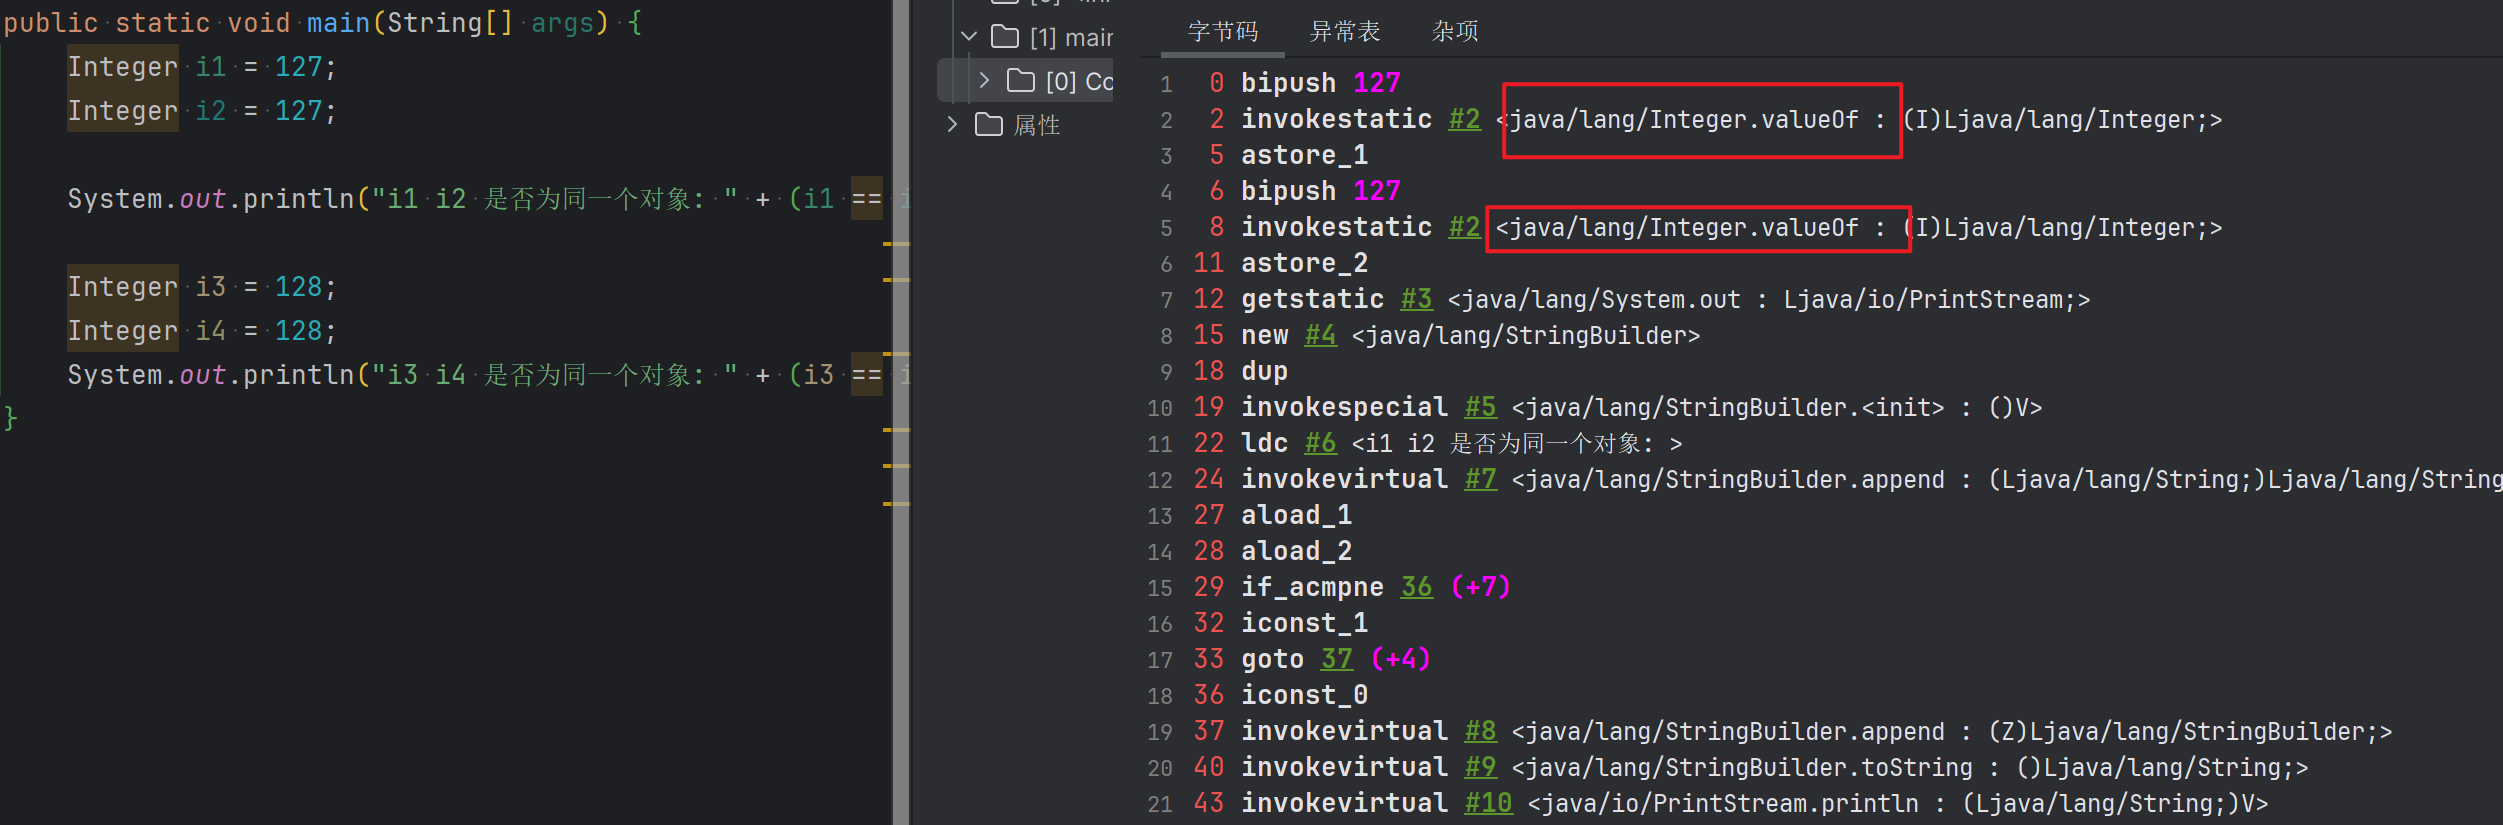 public static void main(String[] args) {
Integer i1 = 127;
Integer i2 = 127;
System.out.println("i1 i2 是否为同一个对象: " + (i1 ==
Integer i3 = 128;
Integer i4 = 128;
System.out.println("i3 i4 是否为同一个对象: " + (i3 ==
}
[1] main
[0] Co
属性
字节码 异常表 杂项
1 0 bipush 127
2 2 invokestatic #2 <java/lang/Integer.valueOf : (I)Ljava/lang/Integer;>
3 5 astore_1
4 6 bipush 127
5 8 invokestatic #2 <java/lang/Integer.valueOf : (I)Ljava/lang/Integer;>
6 11 astore_2
7 12 getstatic #3 <java/lang/System.out : Ljava/io/PrintStream;>
8 15 new #4 <java/lang/StringBuilder>
9 18 dup
10 19 invokespecial #5 <java/lang/StringBuilder.<init> : ()V>
11 22 ldc #6 <i1 i2 是否为同一个对象: >
12 24 invokevirtual #7 <java/lang/StringBuilder.append : (Ljava/lang/String;)Ljava/lang/String
13 27 aload_1
14 28 aload_2
15 29 if_acmpne 36 (+7)
16 32 iconst_1
17 33 goto 37 (+4)
18 36 iconst_0
19 37 invokevirtual #8 <java/lang/StringBuilder.append : (Z)Ljava/lang/StringBuilder;>
20 40 invokevirtual #9 <java/lang/StringBuilder.toString : ()Ljava/lang/String;>
21 43 invokevirtual #10 <java/io/PrintStream.println : (Ljava/lang/String;)V>